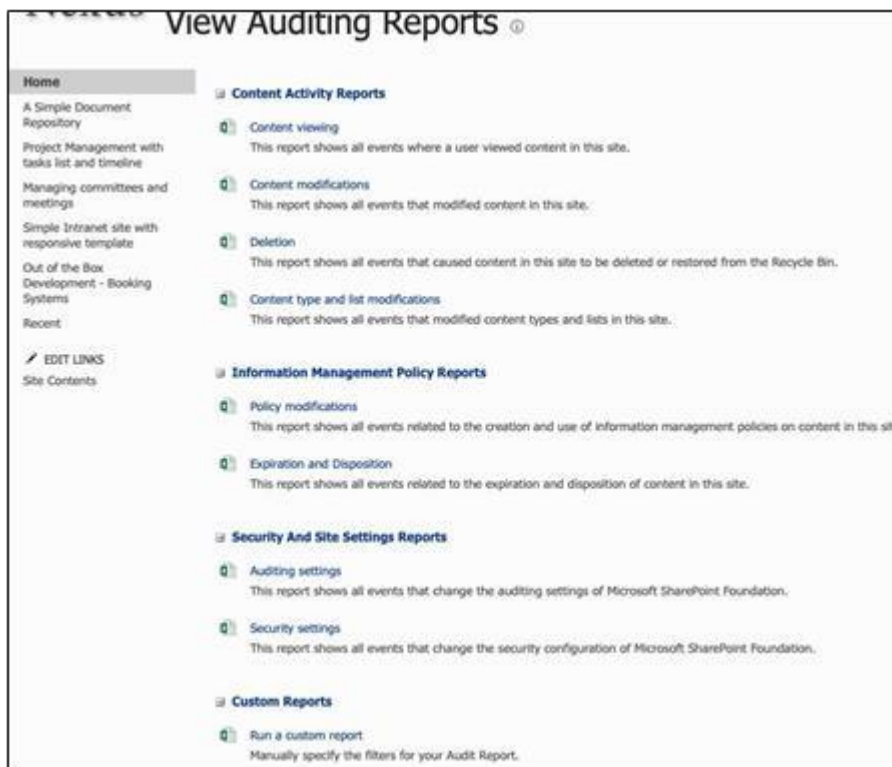 View Auditing Reports
Home
A Simple Document
Repository
Project Management with
tasks list and timeline
Managing committees and
meetings
Simple Intranet site with
responsive template
Out of the Box
Development - Booking
Systems
Recent
EDIT LINKS
Site Contents
Content Activity Reports
Content viewing
This report shows all events where a user viewed content in this site.
Content modifications
This report shows all events that modified content in this site.
Deletion
This report shows all events that caused content in this site to be deleted or restored from the Recycle Bin.
Content type and list modifications
This report shows all events that modified content types and lists in this site.
Information Management Policy Reports
Policy modifications
This report shows all events related to the creation and use of information management policies on content in this
Expiration and Disposition
This report shows all events related to the expiration and disposition of content in this site.
Security And Site Settings Reports
Auditing settings
This report shows all events that change the auditing settings of Microsoft SharePoint Foundation.
Security settings
This report shows all events that change the security configuration of Microsoft SharePoint Foundation.
Custom Reports
Run a custom report
Manually specify the filters for your Audit Report.